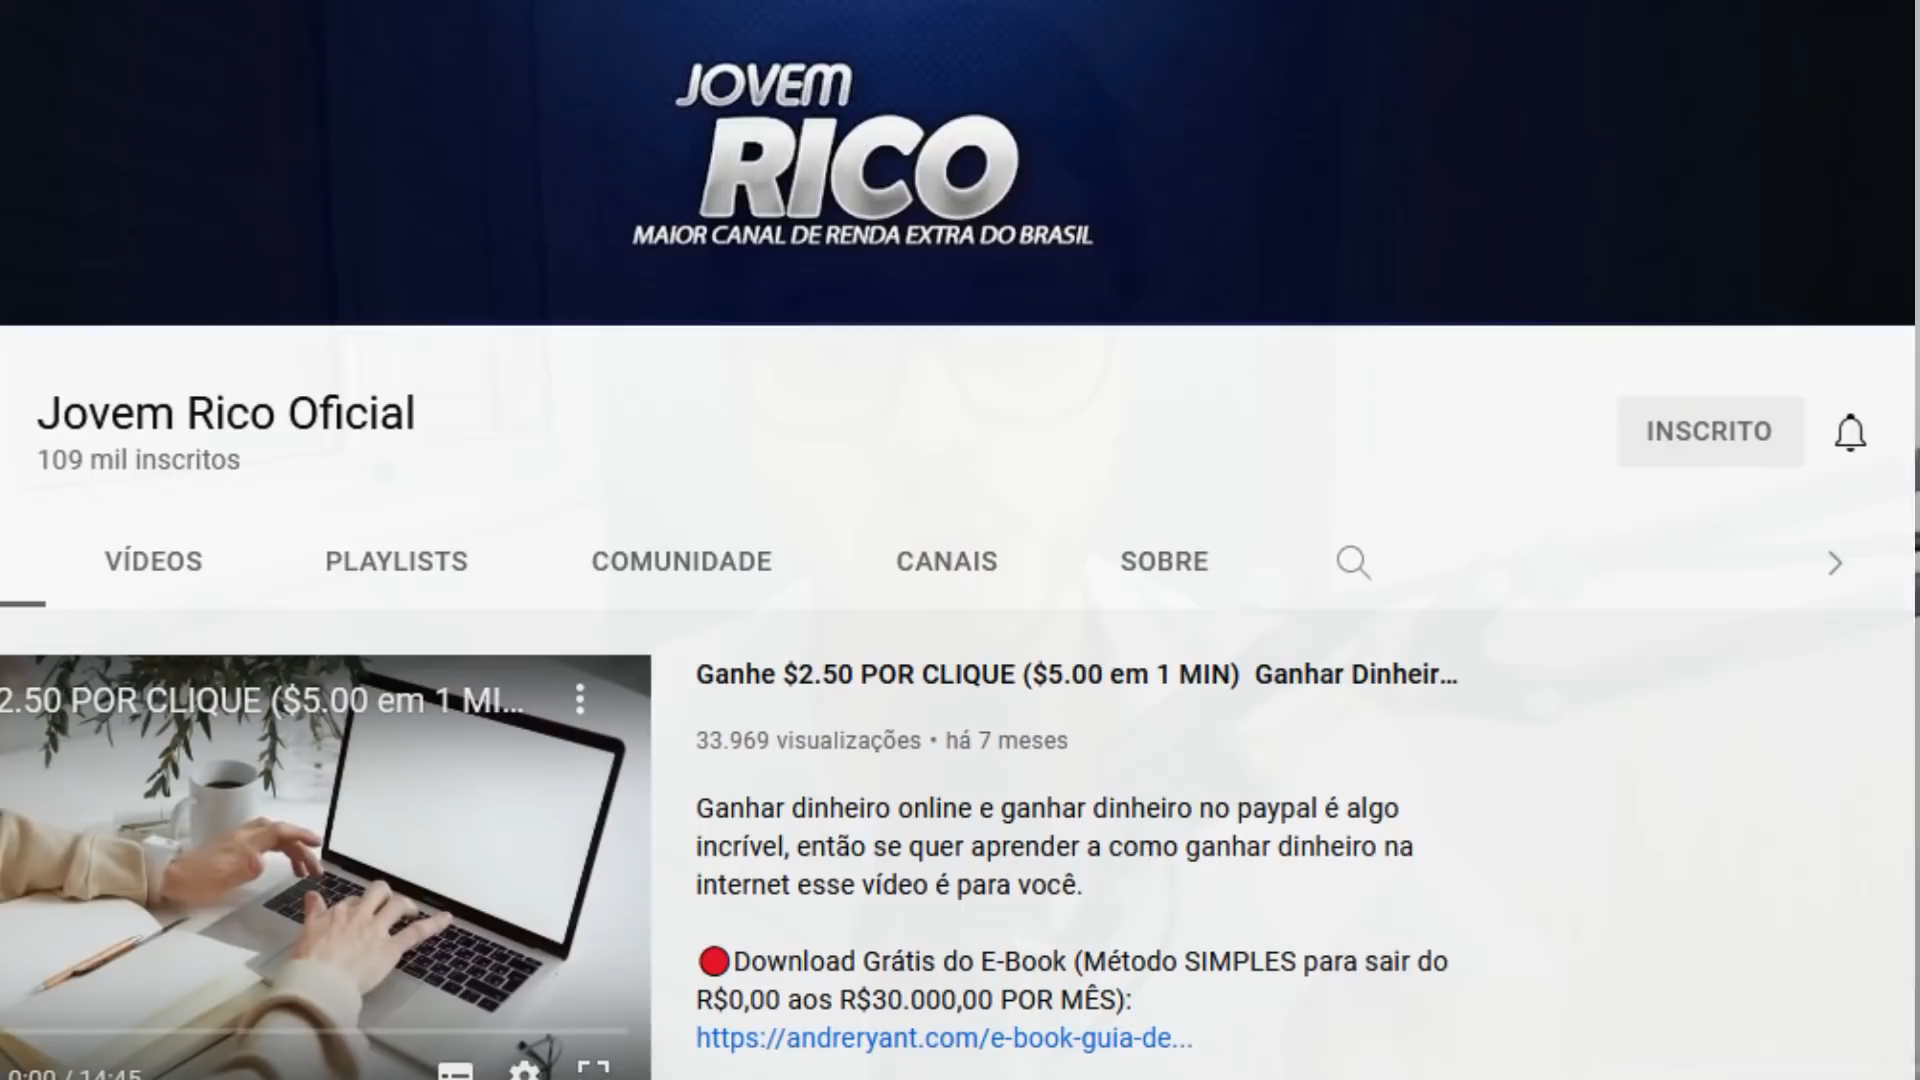 JOVEM
RICO
MAIOR CANAL DE RENDA EXTRA DO BRASIL
Jovem Rico Oficial
109 mil inscritos
INSCRITO
VÍDEOS
PLAYLISTS
COMUNIDADE
CANAIS
SOBRE
2.50 POR CLIQUE ($5.00 em 1 MI...
Ganhe $2.50 POR CLIQUE ($5.00 em 1 MIN) Ganhar Dinheir...
33.969 visualizações • há 7 meses
Ganhar dinheiro online e ganhar dinheiro no paypal é algo
incrível, então se quer aprender a como ganhar dinheiro na
internet esse vídeo é para você.
🔴Download Grátis do E-Book (Método SIMPLES para sair do
R$0,00 aos R$30.000,00 POR MÊS):
https://andreryant.com/e-book-guia-de...
0:00 / 14:45